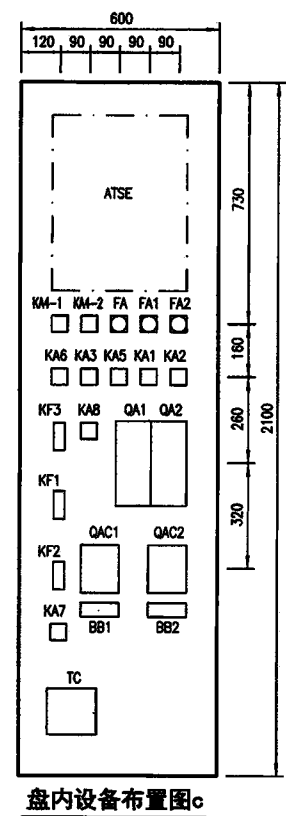 600
120 90 90 90 90
ATSE
730
KM-1 KM-2 FA FA1 FA2
160
KA6 KA3 KA5 KA1 KA2
KF3 KA8 QA1 QA2
260
2100
KF1
320
KF2 QAC1 QAC2
KA7 BB1 BB2
TC
盘内设备布置图c